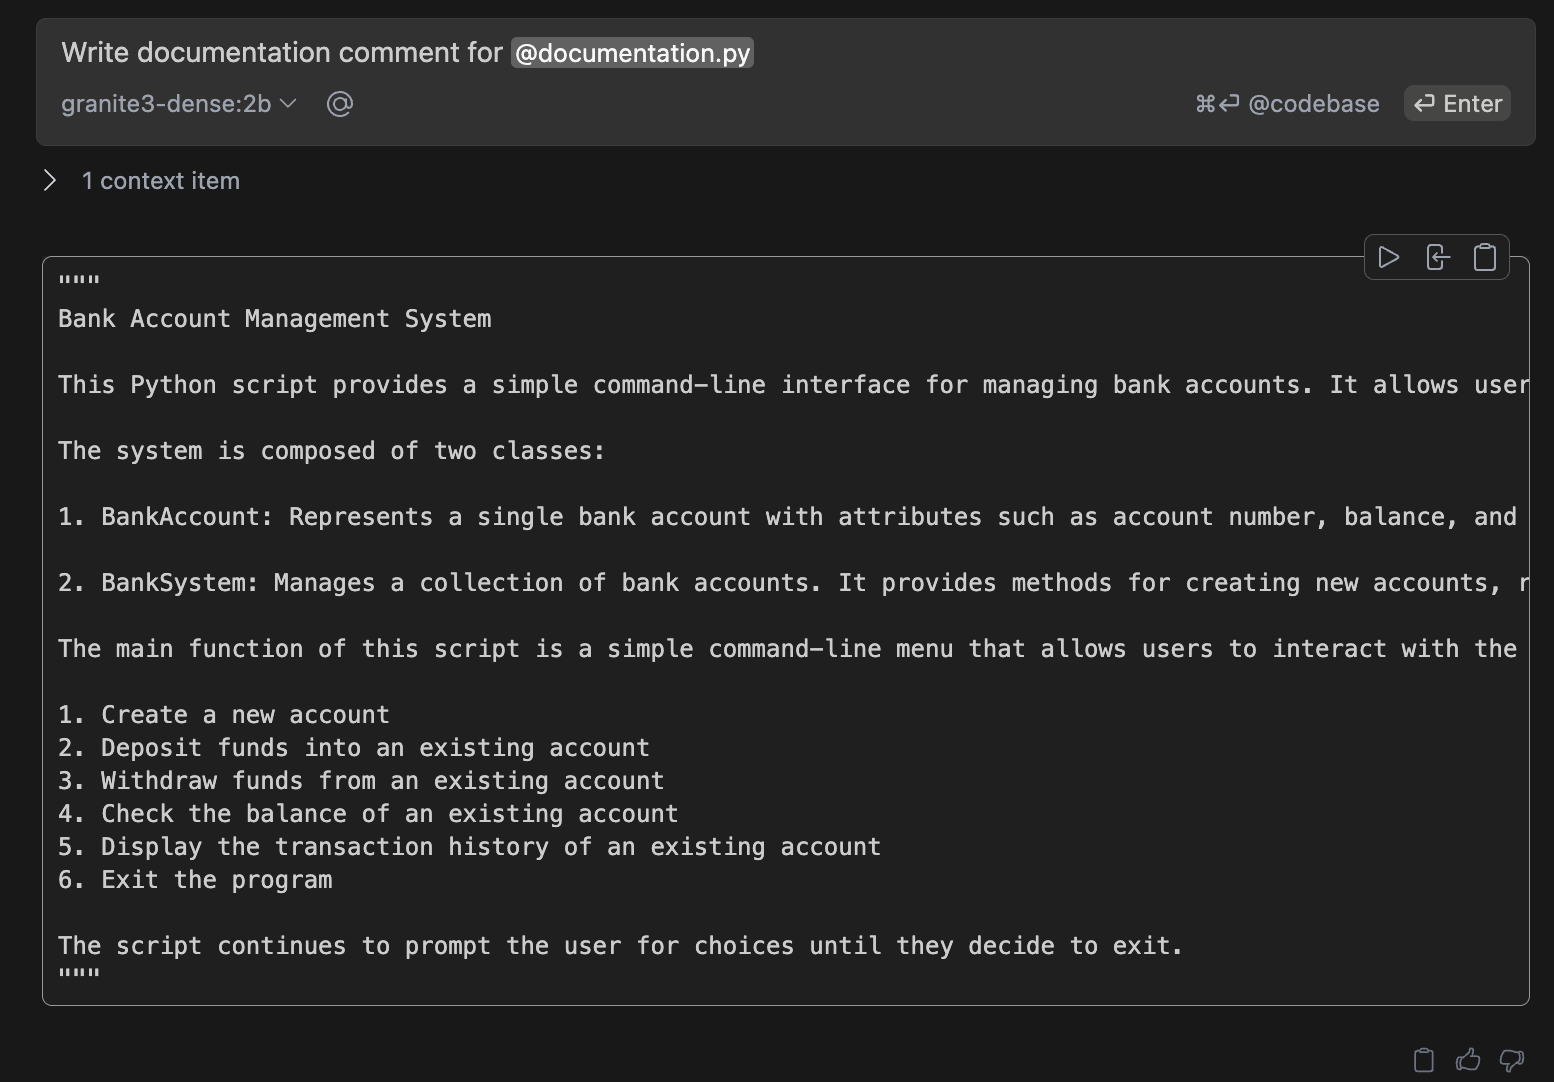 Write documentation comment for @documentation.py
granite3-dense:2b @ ⌘⏎ @codebase ⏎ Enter
1 context item
"""
Bank Account Management System
This Python script provides a simple command-line interface for managing bank accounts. It allows user
The system is composed of two classes:
1. BankAccount: Represents a single bank account with attributes such as account number, balance, and
2. BankSystem: Manages a collection of bank accounts. It provides methods for creating new accounts, r
The main function of this script is a simple command-line menu that allows users to interact with the
1. Create a new account
2. Deposit funds into an existing account
3. Withdraw funds from an existing account
4. Check the balance of an existing account
5. Display the transaction history of an existing account
6. Exit the program
The script continues to prompt the user for choices until they decide to exit.
"""